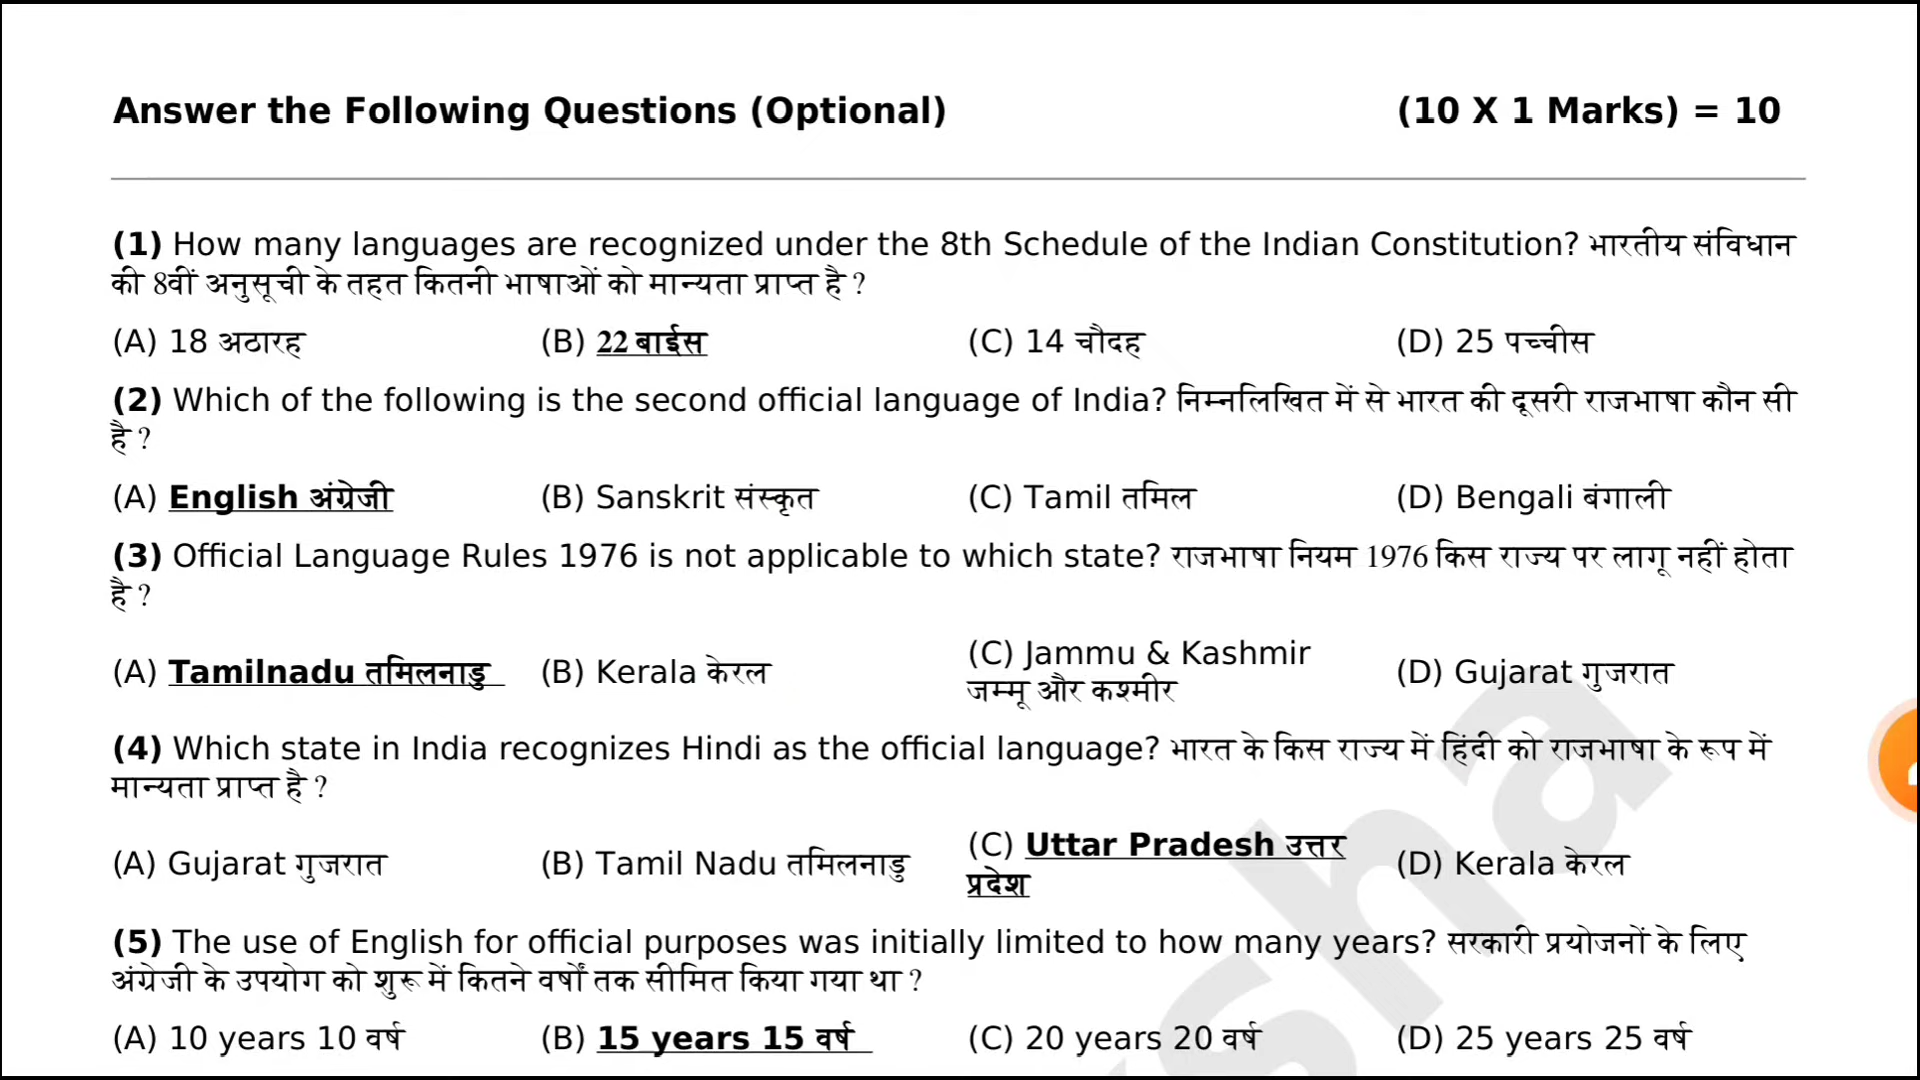 Answer the Following Questions (Optional) (10 X 1 Marks) = 10
(1) How many languages are recognized under the 8th Schedule of the Indian Constitution? भारतीय संविधान
की 8वीं अनुसूची के तहत कितनी भाषाओं को मान्यता प्राप्त है ?
(A) 18 अठारह (B) 22 बाईस (C) 14 चौदह (D) 25 पच्चीस
(2) Which of the following is the second official language of India? निम्नलिखित में से भारत की दूसरी राजभाषा कौन सी
है ?
(A) English अंग्रेजी (B) Sanskrit संस्कृत (C) Tamil तमिल (D) Bengali बंगाली
(3) Official Language Rules 1976 is not applicable to which state? राजभाषा नियम 1976 किस राज्य पर लागू नहीं होता
है ?
(A) Tamilnadu तमिलनाडु (B) Kerala केरल (C) Jammu & Kashmir
जम्मू और कश्मीर (D) Gujarat गुजरात
(4) Which state in India recognizes Hindi as the official language? भारत के किस राज्य में हिंदी को राजभाषा के रूप में
मान्यता प्राप्त है ?
(A) Gujarat गुजरात (B) Tamil Nadu तमिलनाडु (C) Uttar Pradesh उत्तर
प्रदेश (D) Kerala केरल
(5) The use of English for official purposes was initially limited to how many years? सरकारी प्रयोजनों के लिए
अंग्रेजी के उपयोग को शुरू में कितने वर्षों तक सीमित किया गया था ?
(A) 10 years 10 वर्ष (B) 15 years 15 वर्ष (C) 20 years 20 वर्ष (D) 25 years 25 वर्ष